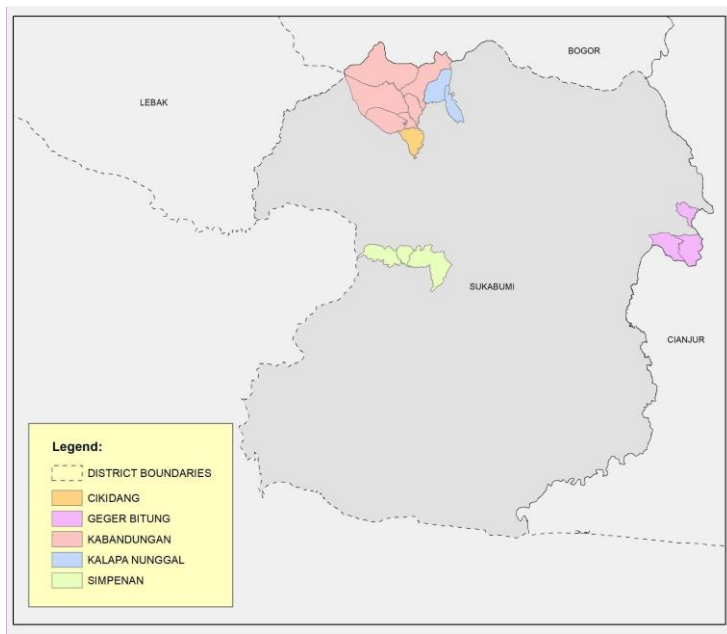 BOGOR
LEBAK
SUKABUMI
CIANJUR
Legend:
DISTRICT BOUNDARIES
CIKIDANG
GEGER BITUNG
KABANDUNGAN
KALAPA NUNGGAL
SIMPENAN